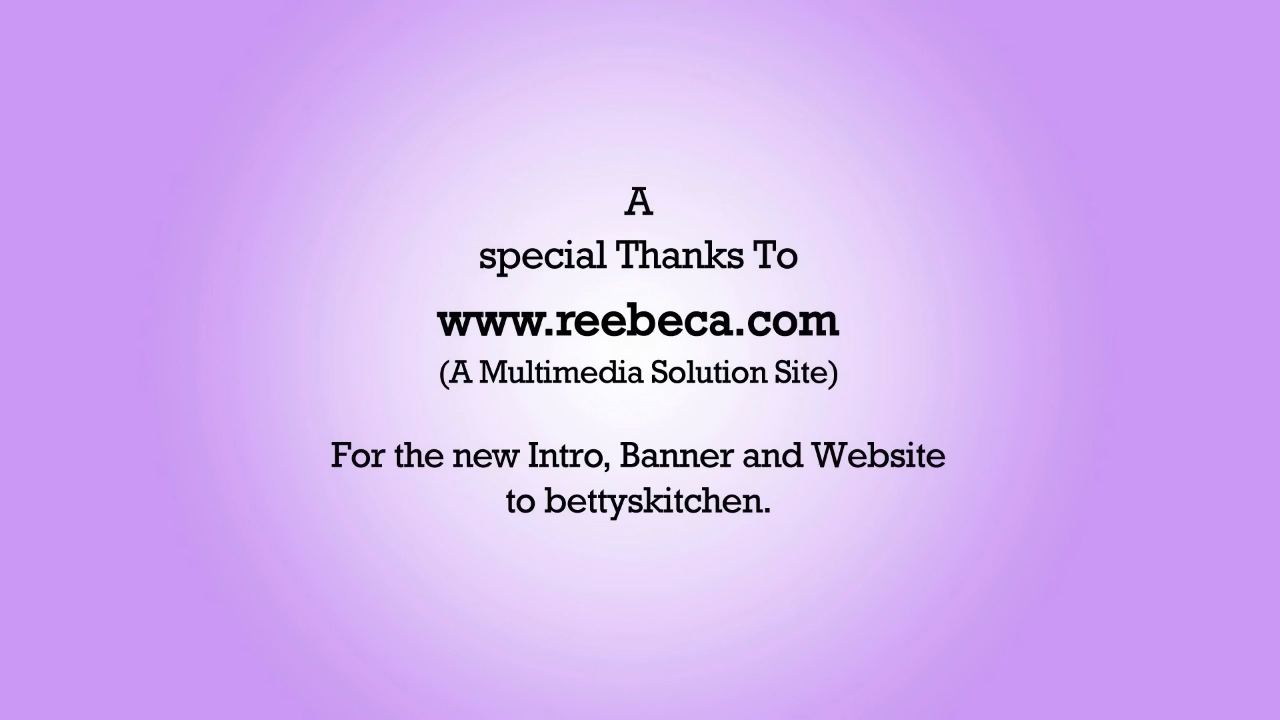 A
special Thanks To
www.reebeca.com
(A Multimedia Solution Site)
For the new Intro, Banner and Website
to bettyskitchen.